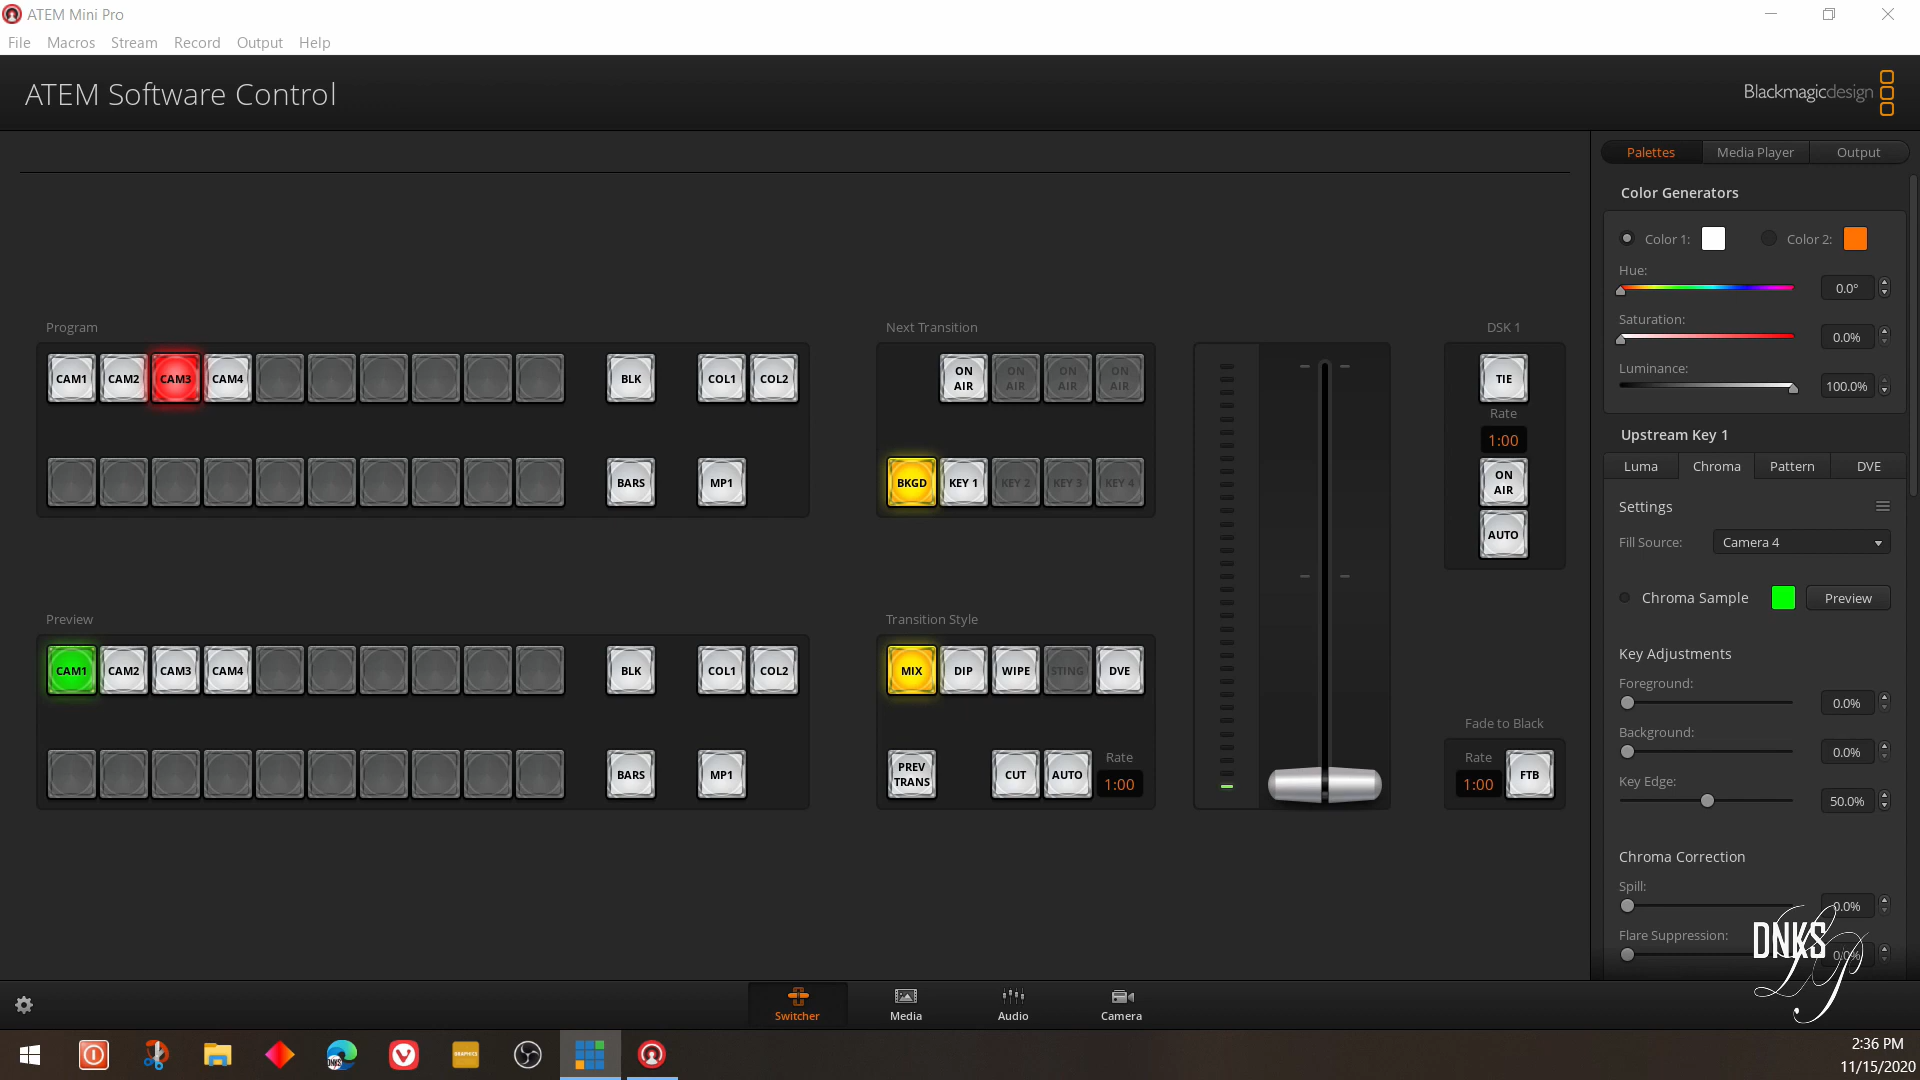 ATEM Mini Pro
File Macros Stream Record Output Help
ATEM Software Control
Blackmagicdesign
Palettes Media Player Output
Color Generators
Color 1: Color 2:
Hue:
0.0°
Saturation:
0.0%
Luminance:
100.0%
Upstream Key 1
Luma Chroma Pattern DVE
Settings
Fill Source: Camera 4
Chroma Sample Preview
Key Adjustments
Foreground:
0.0%
Background:
0.0%
Key Edge:
50.0%
Chroma Correction
Spill:
0.0%
Flare Suppression:
0.0%
Program
CAM1 CAM2 CAM3 CAM4 BLK COL1 COL2
BARS MP1
Next Transition
ON AIR ON AIR ON AIR ON AIR
BKGD KEY 1 KEY 2 KEY 3 KEY 4
DSK 1
TIE
Rate
1:00
ON AIR
AUTO
Preview
CAM1 CAM2 CAM3 CAM4 BLK COL1 COL2
BARS MP1
Transition Style
MIX DIP WIPE STING DVE
PREV TRANS CUT AUTO
Rate
1:00
Fade to Black
Rate
1:00
FTB
DNKS
LP
Switcher Media Audio Camera
DNKS
GRAPHICS
2:36 PM
11/15/2020